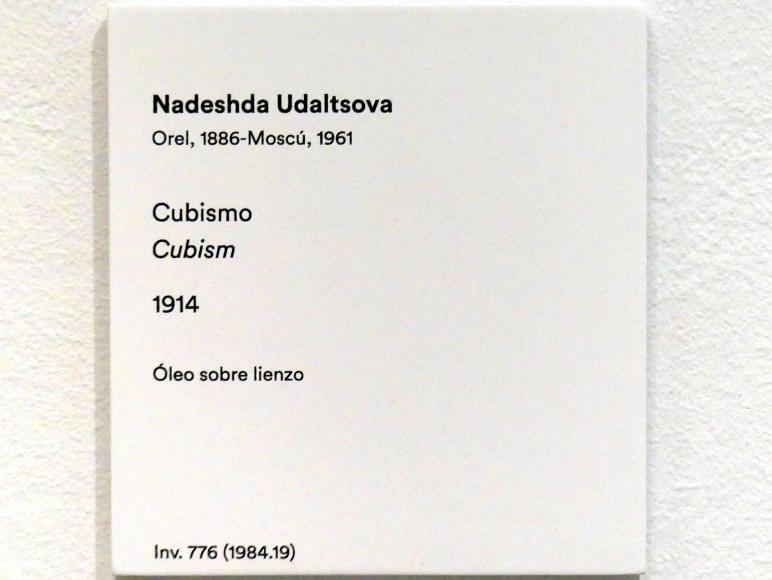 Nadeshda Udaltsova
Orel, 1886-Moscú, 1961
Cubismo
Cubism
1914
Óleo sobre lienzo
Inv. 776 (1984.19)